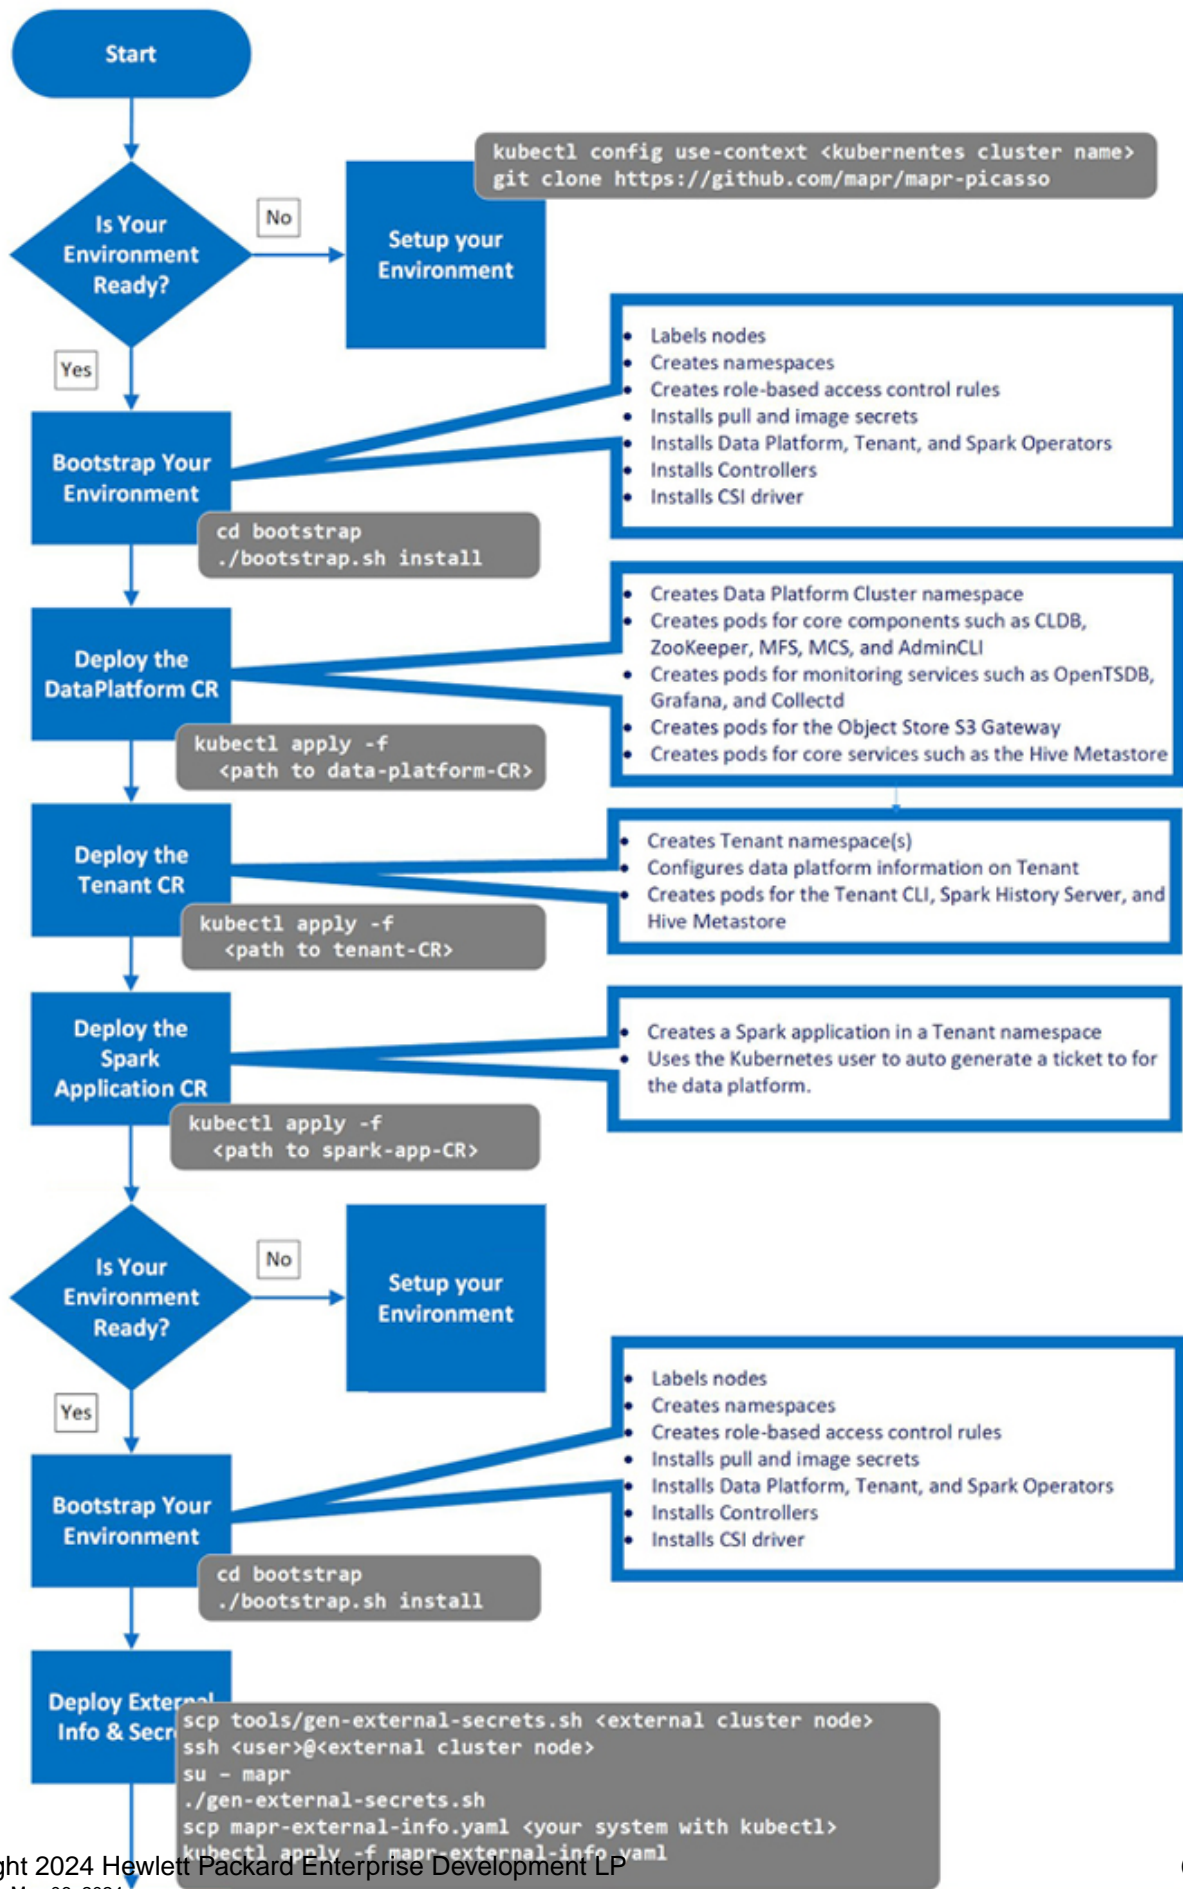 Start
kubectl config use-context <kubernentes cluster name>
git clone https://github.com/mapr/mapr-picasso
Is Your
Environment
Ready?
No
Setup your
Environment
Yes
Labels nodes
Creates namespaces
Creates role-based access control rules
Installs pull and image secrets
Installs Data Platform, Tenant, and Spark Operators
Installs Controllers
Installs CSI driver
Bootstrap Your
Environment
cd bootstrap
./bootstrap.sh install
Creates Data Platform Cluster namespace
Creates pods for core components such as CLDB,
ZooKeeper, MFS, MCS, and AdminCLI
Creates pods for monitoring services such as OpenTSDB,
Grafana, and Collectd
Creates pods for the Object Store S3 Gateway
Creates pods for core services such as the Hive Metastore
Deploy the
DataPlatform CR
kubectl apply -f
<path to data-platform-CR>
Deploy the
Tenant CR
Creates Tenant namespace(s)
Configures data platform information on Tenant
Creates pods for the Tenant CLI, Spark History Server, and
Hive Metastore
kubectl apply -f
<path to tenant-CR>
Deploy the
Spark
Application CR
Creates a Spark application in a Tenant namespace
Uses the Kubernetes user to auto generate a ticket to for
the data platform.
kubectl apply -f
<path to spark-app-CR>
Is Your
Environment
Ready?
No
Setup your
Environment
Yes
Labels nodes
Creates namespaces
Creates role-based access control rules
Installs pull and image secrets
Installs Data Platform, Tenant, and Spark Operators
Installs Controllers
Installs CSI driver
Bootstrap Your
Environment
cd bootstrap
./bootstrap.sh install
Deploy External
Info & Secr
scp tools/gen-external-secrets.sh <external cluster node>
ssh <user>@<external cluster node>
su – mapr
./gen-external-secrets.sh
scp mapr-external-info.yaml <your system with kubectl>
kubectl apply -f mapr-external-info.yaml
ght 2024 Hewlett Packard Enterprise Development LP